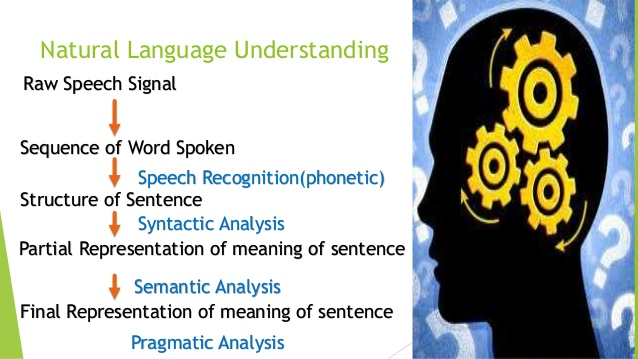 Natural Language Understanding
Raw Speech Signal
Sequence of Word Spoken
Speech Recognition(phonetic)
Structure of Sentence
Syntactic Analysis
Partial Representation of meaning of sentence
Semantic Analysis
Final Representation of meaning of sentence
Pragmatic Analysis